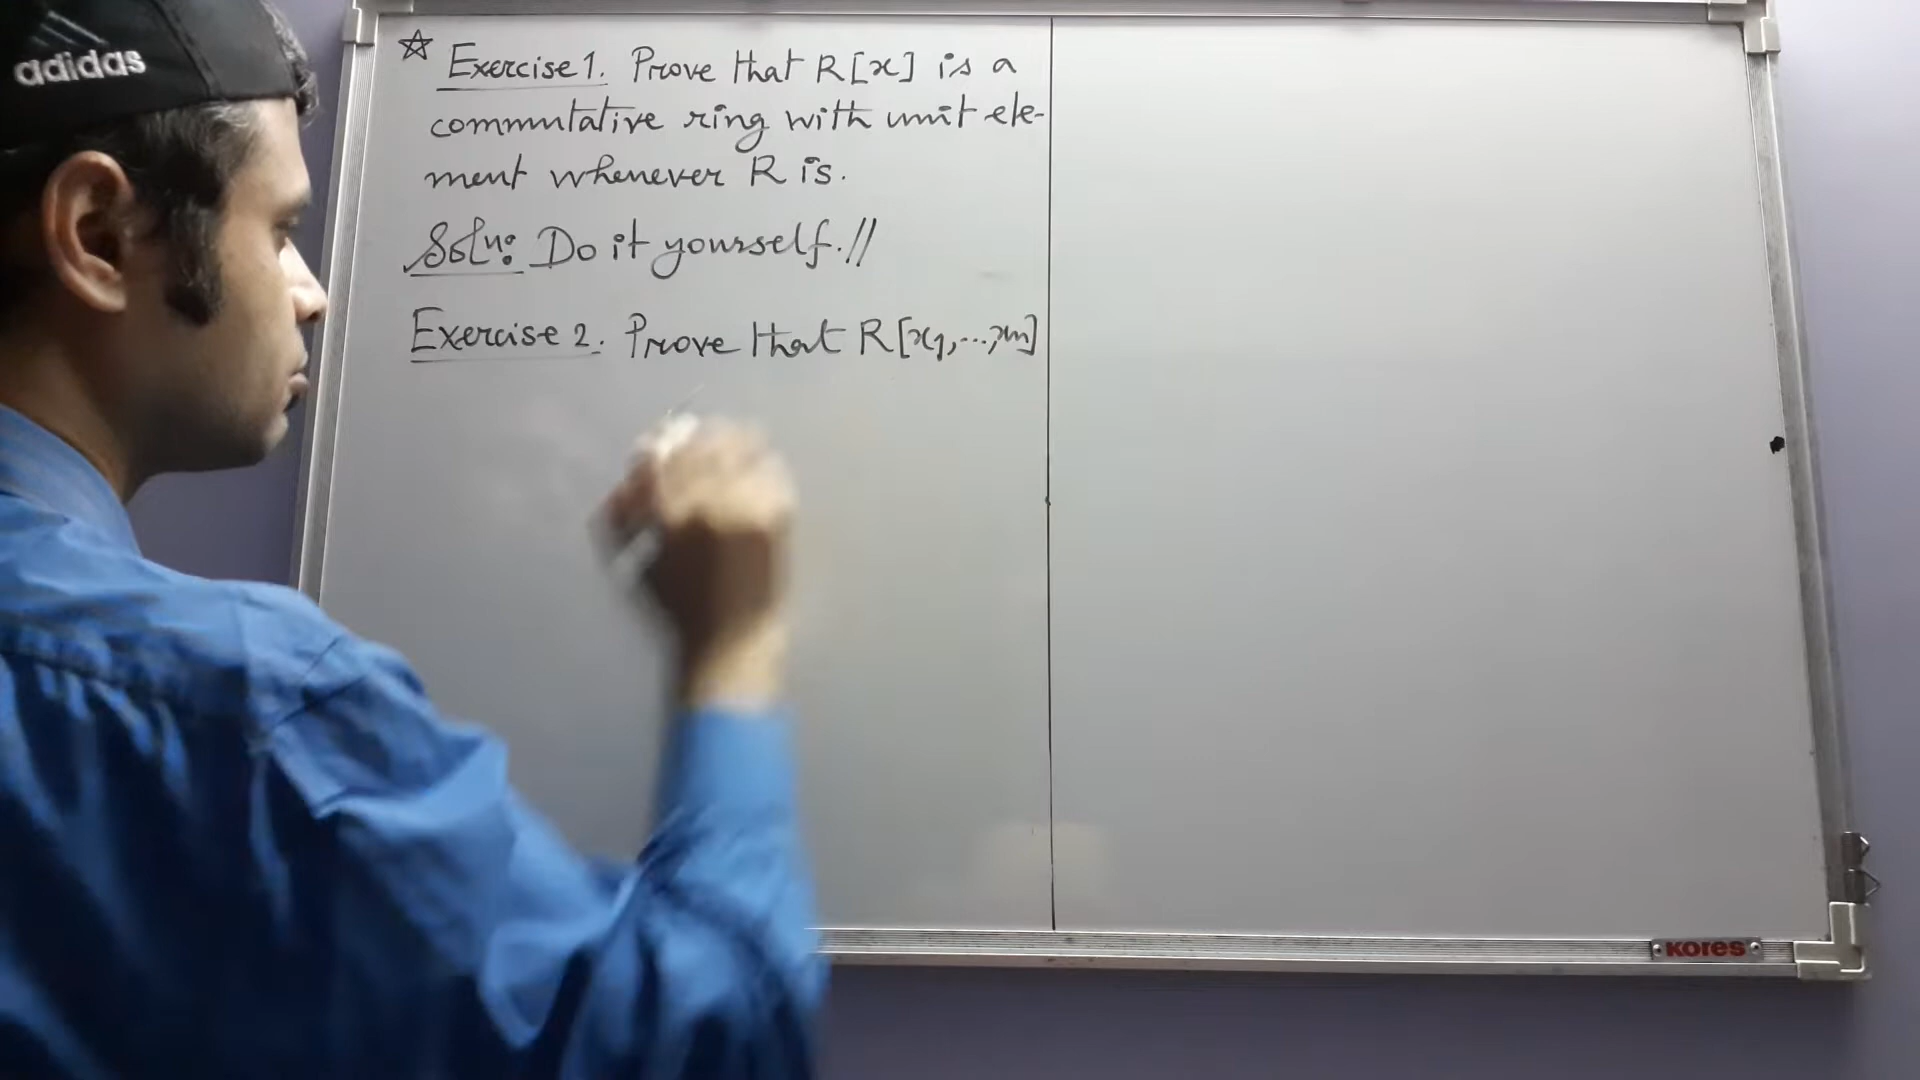 adidas
☆ Exercise 1. Prove that R[x] is a
commutative ring with unit ele-
ment whenever R is.
Soln: Do it yourself.//
Exercise 2. Prove that R[x1,...,xn]
KORES